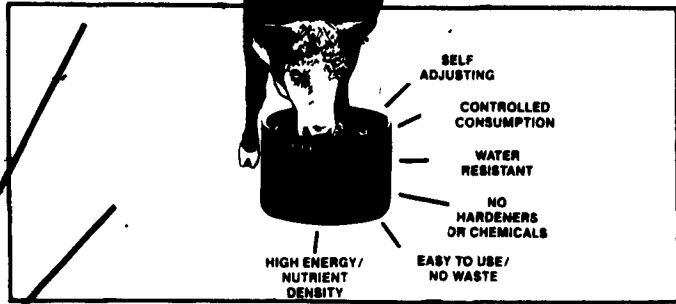 SELF
ADJUSTING
CONTROLLED
CONSUMPTION
WATER
RESISTANT
NO
HARDENERS
OR CHEMICALS
EASY TO USE/
NO WASTE
HIGH ENERGY/
NUTRIENT
DENSITY